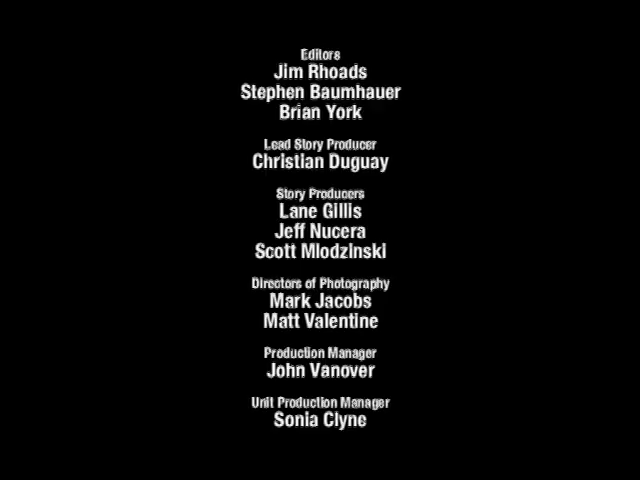 Editors
Jim Rhoads
Stephen Baumhauer
Brian York
Lead Story Producer
Christian Duguay
Story Producers
Lane Gillis
Jeff Nucera
Scott Mlodzinski
Directors of Photography
Mark Jacobs
Matt Valentine
Production Manager
John Vanover
Unit Production Manager
Sonia Clyne